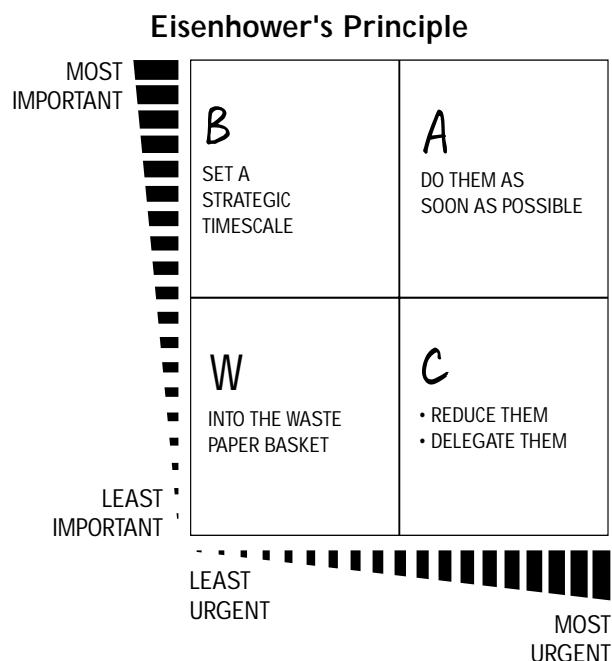 Eisenhower's Principle
MOST
IMPORTANT
B
SET A
STRATEGIC
TIMESCALE
A
DO THEM AS
SOON AS POSSIBLE
W
INTO THE WASTE
PAPER BASKET
C
• REDUCE THEM
• DELEGATE THEM
LEAST
IMPORTANT
LEAST
URGENT
MOST
URGENT